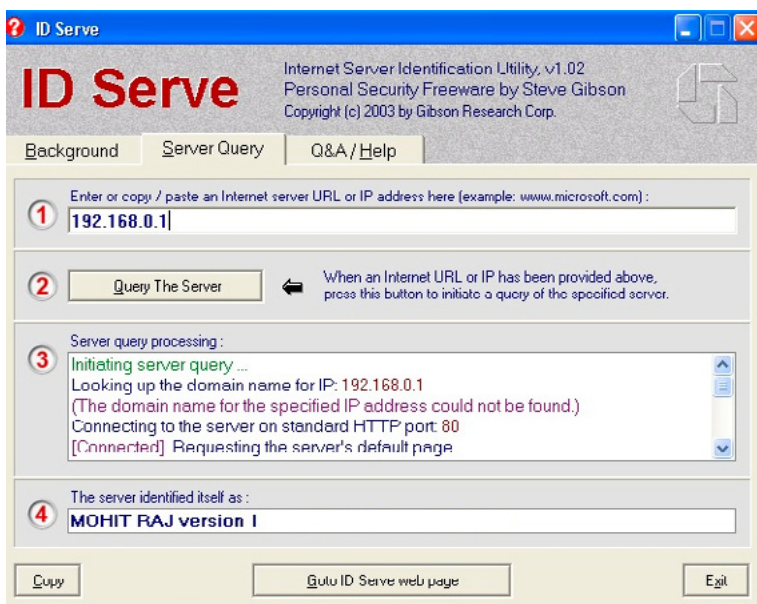 ID Serve
ID Serve
Internet Server Identification Utility, v1.02
Personal Security Freeware by Steve Gibson
Copyright (c) 2003 by Gibson Research Corp.
Background
Server Query
Q&A / Help
1
Enter or copy / paste an Internet server URL or IP address here (example: www.microsoft.com) :
192.168.0.1
2
Query The Server
When an Internet URL or IP has been provided above,
press this button to initiate a query of the specified server.
3
Server query processing :
Initiating server query ...
Looking up the domain name for IP: 192.168.0.1
(The domain name for the specified IP address could not be found.)
Connecting to the server on standard HTTP port: 80
[Connected] Requesting the server's default page
4
The server identified itself as :
MOHIT RAJ version 1
Copy
Goto ID Serve web page
Exit